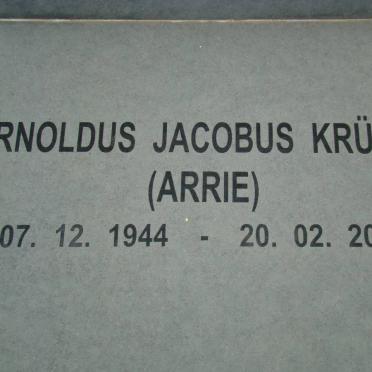 RNOLDUS JACOBUS KRÜ
(ARRIE)
07. 12. 1944 - 20. 02. 20